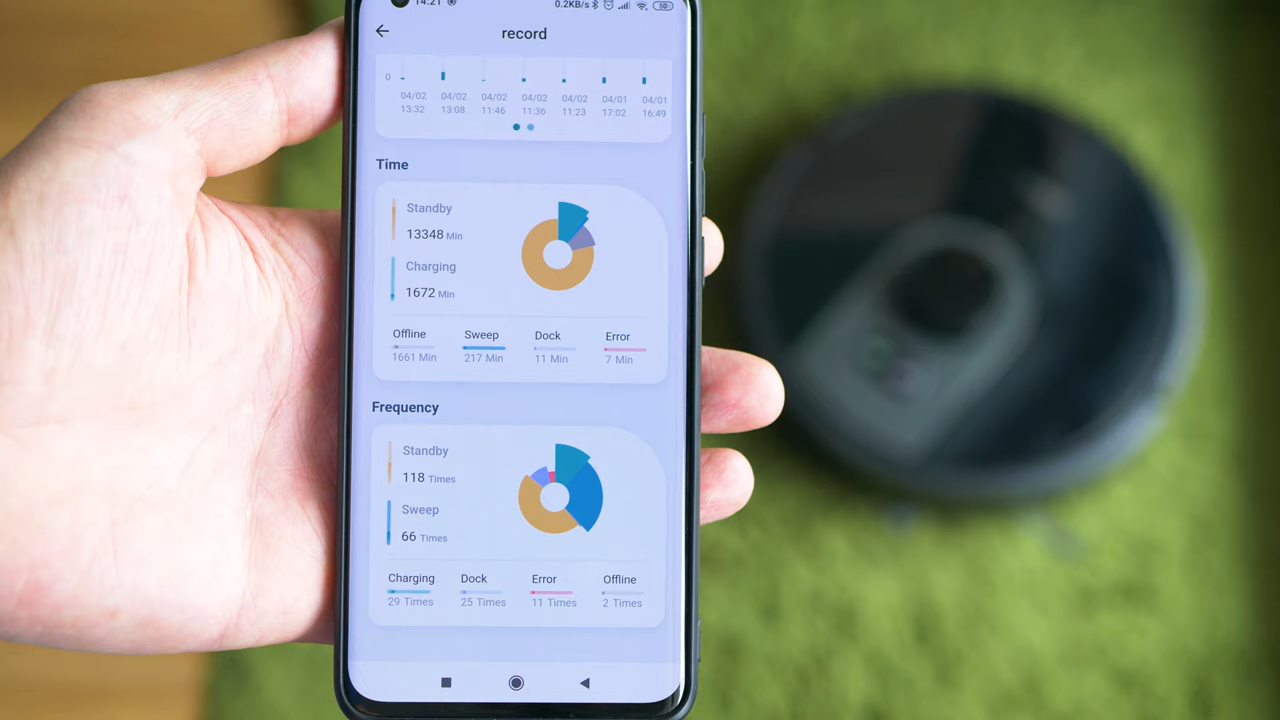 14:21
0.2KB/s
50
record
0
04/02 04/02 04/02 04/02 04/02 04/01 04/01
13:32 13:08 11:46 11:36 11:23 17:02 16:49
Time
Standby
13348 Min
Charging
1672 Min
Offline Sweep Dock Error
1661 Min 217 Min 11 Min 7 Min
Frequency
Standby
118 Times
Sweep
66 Times
Charging Dock Error Offline
29 Times 25 Times 11 Times 2 Times